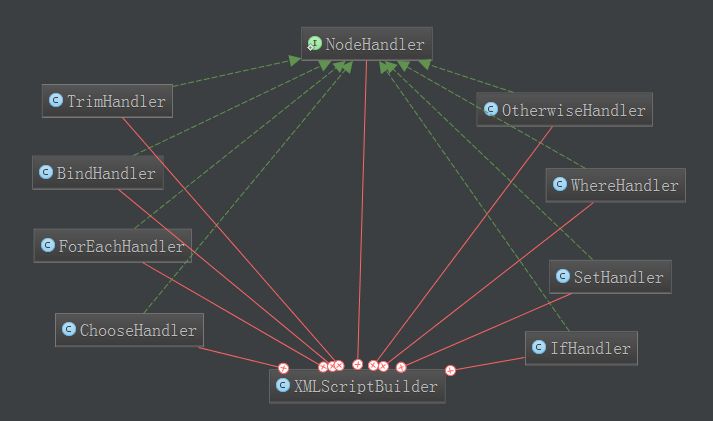 NodeHandler
TrimHandler
OtherwiseHandler
BindHandler
WhereHandler
ForEachHandler
SetHandler
ChooseHandler
IfHandler
XMLScriptBuilder